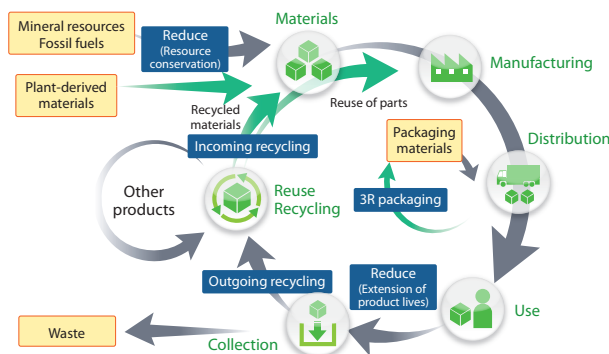 Mineral resources
Fossil fuels
Reduce
(Resource
conservation)
Materials
Manufacturing
Plant-derived
materials
Recycled
materials
Reuse of parts
Incoming recycling
Packaging
materials
Distribution
Other
products
Reuse
Recycling
3R packaging
Outgoing recycling
Reduce
(Extension of
product lives)
Use
Waste
Collection